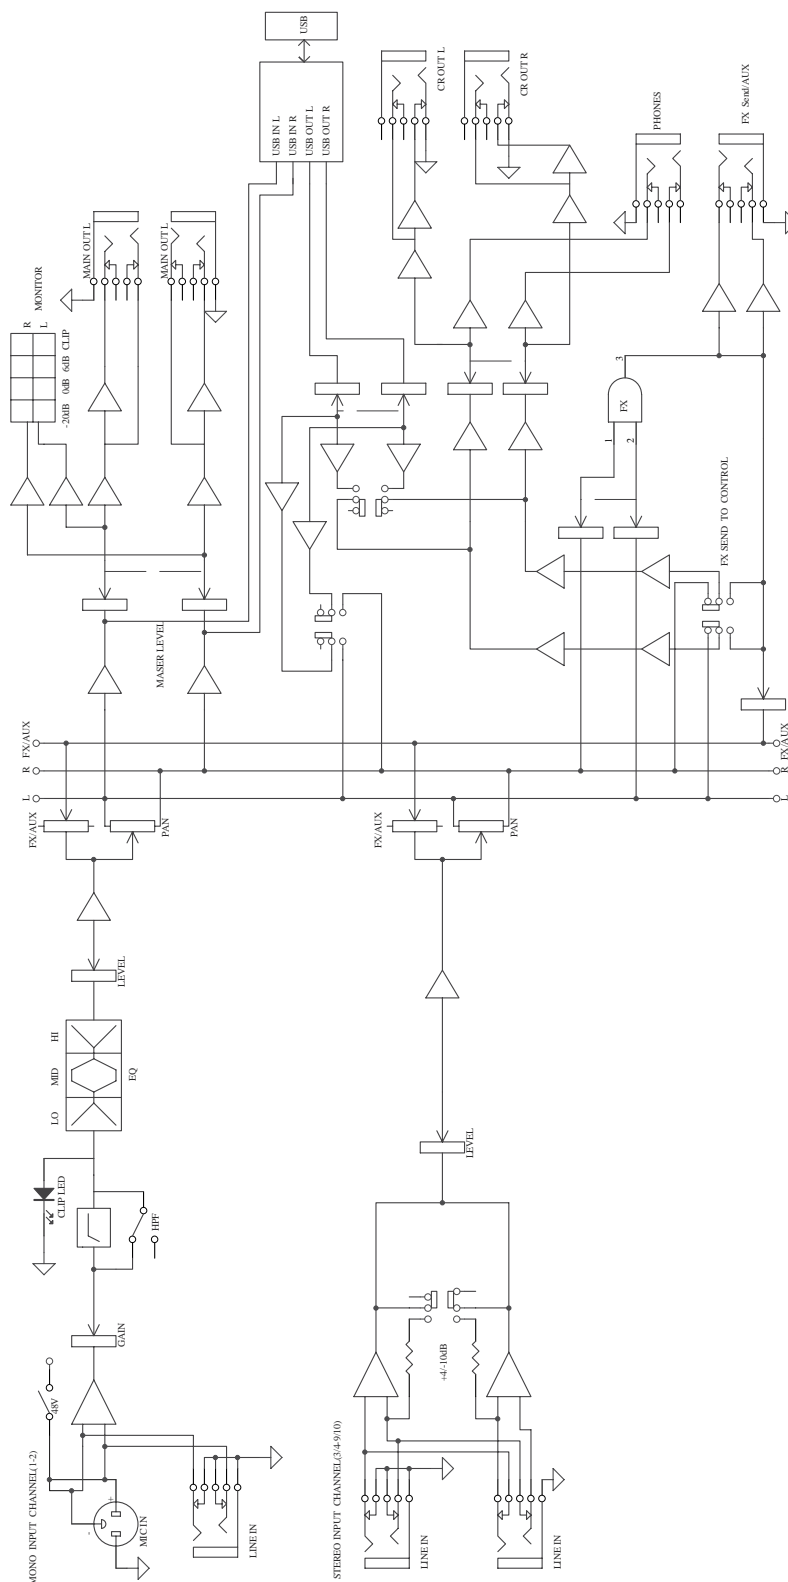 USB
USB IN L
USB IN R
USB OUT L
USB OUT R
CR OUT L
CR OUT R
PHONES
FX Send/AUX
MAIN OUT L
MAIN OUT L
MONITOR
R
L
-20dB 0dB 6dB CLIP
FX
1
2
3
FX SEND TO CONTROL
MASER LEVEL
L
R
FX/AUX
L
R
FX/AUX
FX/AUX
PAN
FX/AUX
PAN
LEVEL
LO
MID
HI
EQ
CLIP LED
HPF
GAIN
48V
MONO INPUT CHANNEL(1-2)
+
-
MIC IN
LINE IN
LEVEL
+4/-10dB
STEREO INPUT CHANNEL(3/4-9/10)
LINE IN
LINE IN